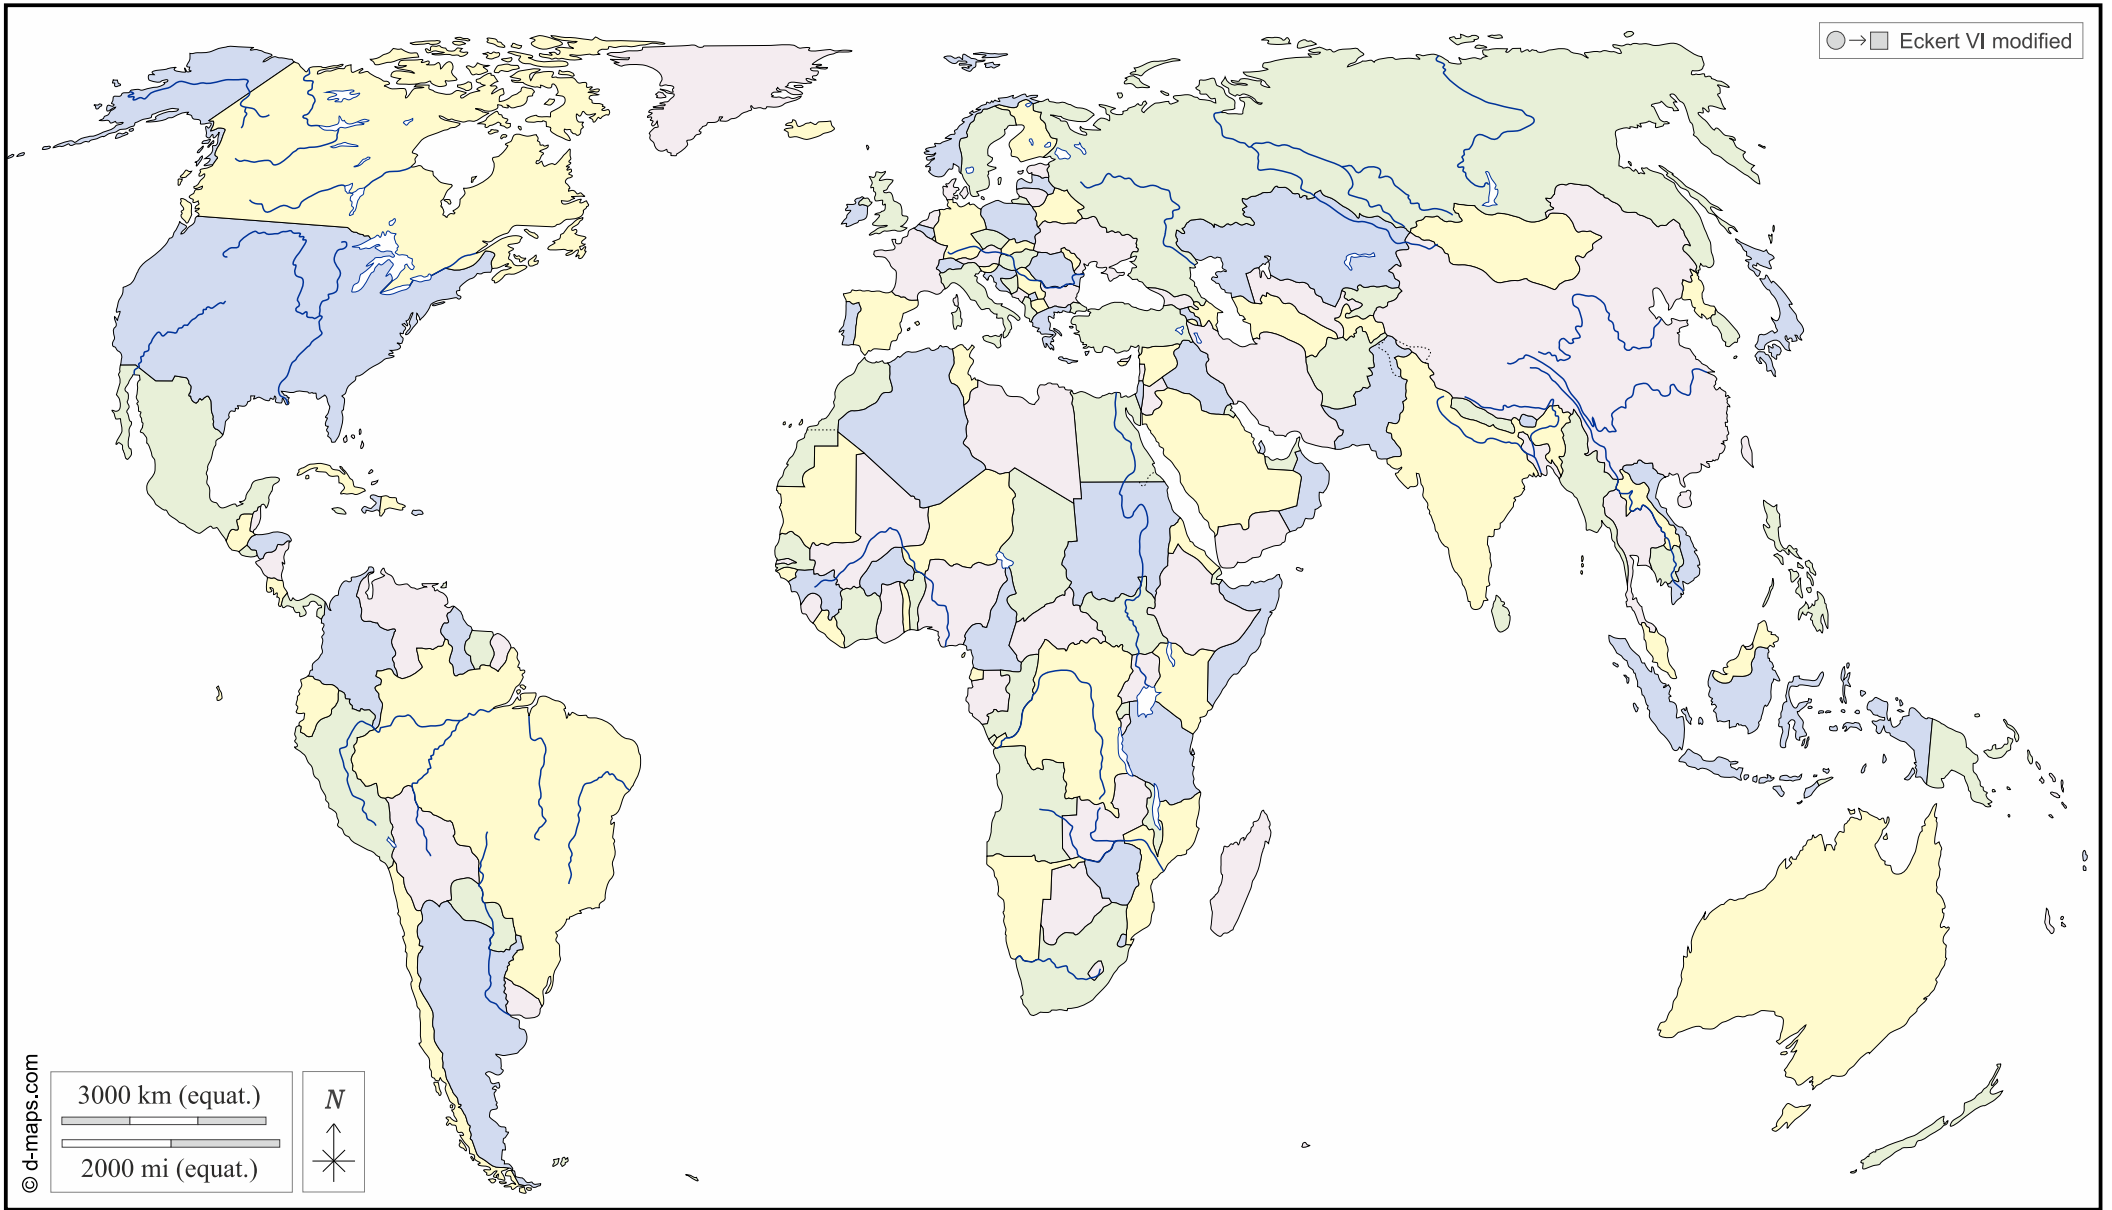 Eckert VI modified
3000 km (equat.)
2000 mi (equat.)
N
© d-maps.com